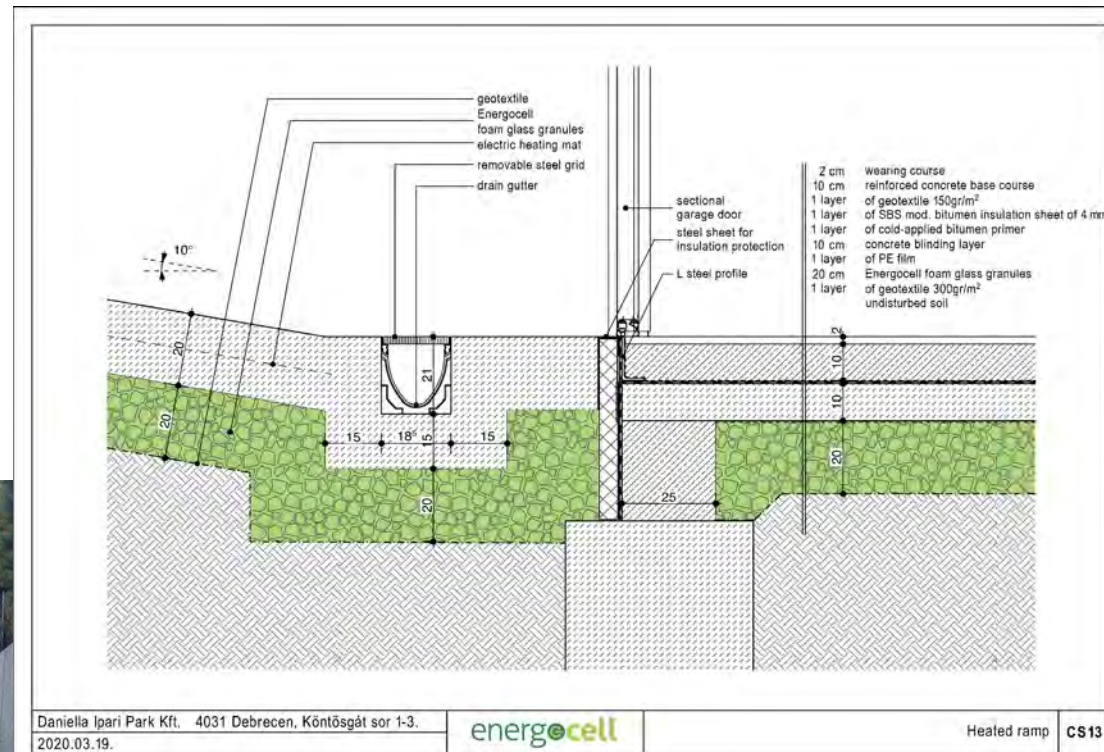 geotextile
Energocell
foam glass granules
electric heating mat
removable steel grid
drain gutter
sectional
garage door
steel sheet for
insulation protection
L steel profile
2 cm wearing course
10 cm reinforced concrete base course
1 layer of geotextile 150gr/m²
1 layer of SBS mod. bitumen insulation sheet of 4 mm
1 layer of cold-applied bitumen primer
10 cm concrete blinding layer
1 layer of PE film
20 cm Energocell foam glass granules
1 layer of geotextile 300gr/m²
undisturbed soil
10°
20
20
21
15 18⁵ 15
15
20
2
10
10
20
25
Daniella Ipari Park Kft. 4031 Debrecen, Köntösgát sor 1-3.
2020.03.19.
energocell
Heated ramp CS13